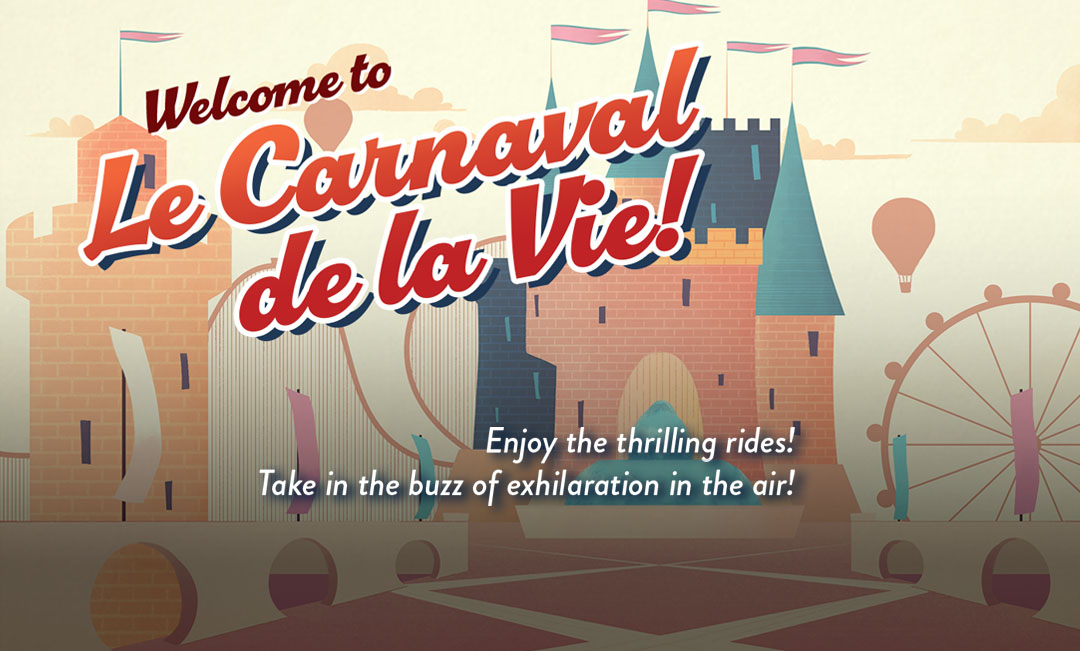 Welcome to
Le Carnaval
de la Vie!
Enjoy the thrilling rides!
Take in the buzz of exhilaration in the air!